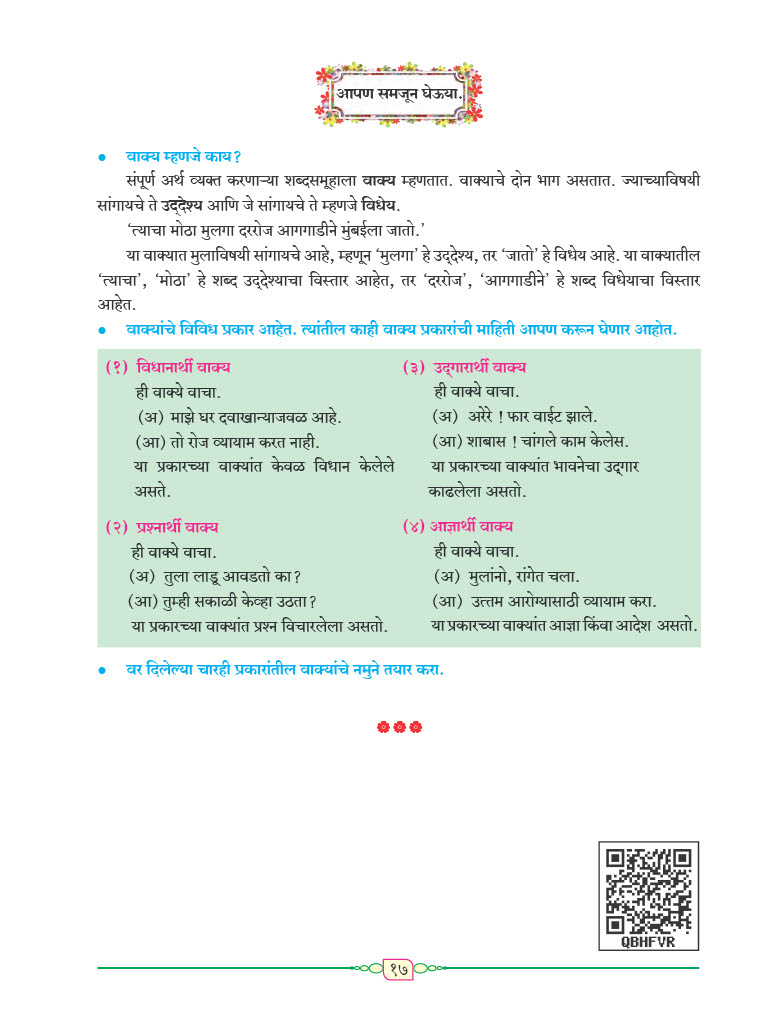 आपण समजून घेऊया.
● वाक्य म्हणजे काय?
संपूर्ण अर्थ व्यक्त करणाऱ्या शब्दसमूहाला वाक्य म्हणतात. वाक्याचे दोन भाग असतात. ज्याच्याविषयी
सांगायचे ते उद्‌देश्य आणि जे सांगायचे ते म्हणजे विधेय.
‘त्याचा मोठा मुलगा दररोज आगगाडीने मुंबईला जातो.’
या वाक्यात मुलाविषयी सांगायचे आहे, म्हणून ‘मुलगा’ हे उद्‌देश्य, तर ‘जातो’ हे विधेय आहे. या वाक्यातील
‘त्याचा’, ‘मोठा’ हे शब्द उद्‌देश्याचा विस्तार आहेत, तर ‘दररोज’, ‘आगगाडीने’ हे शब्द विधेयाचा विस्तार
आहेत.
● वाक्यांचे विविध प्रकार आहेत. त्यांतील काही वाक्य प्रकारांची माहिती आपण करून घेणार आहोत.
(१) विधानार्थी वाक्य
ही वाक्ये वाचा.
(अ) माझे घर दवाखान्याजवळ आहे.
(आ) तो रोज व्यायाम करत नाही.
या प्रकारच्या वाक्यांत केवळ विधान केलेले
असते.
(२) प्रश्नार्थी वाक्य
ही वाक्ये वाचा.
(अ) तुला लाडू आवडतो का?
(आ) तुम्ही सकाळी केव्हा उठता?
या प्रकारच्या वाक्यांत प्रश्न विचारलेला असतो.
(३) उद्‌गारार्थी वाक्य
ही वाक्ये वाचा.
(अ) अरेरे ! फार वाईट झाले.
(आ) शाबास ! चांगले काम केलेस.
या प्रकारच्या वाक्यांत भावनेचा उद्‌गार
काढलेला असतो.
(४) आज्ञार्थी वाक्य
ही वाक्ये वाचा.
(अ) मुलांनो, रांगेत चला.
(आ) उत्तम आरोग्यासाठी व्यायाम करा.
या प्रकारच्या वाक्यांत आज्ञा किंवा आदेश असतो.
● वर दिलेल्या चारही प्रकारांतील वाक्यांचे नमुने तयार करा.
QBHFVR
१७